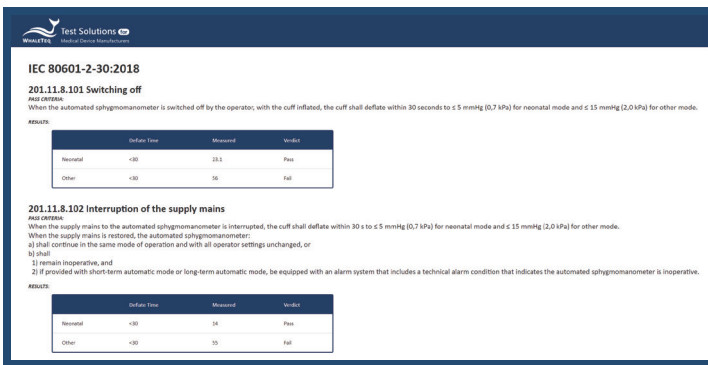 Test Solutions for
WHALETEQ Medical Device Manufacturers
IEC 80601-2-30:2018
201.11.8.101 Switching off
PASS CRITERIA:
When the automated sphygmomanometer is switched off by the operator, with the cuff inflated, the cuff shall deflate within 30 seconds to ≤ 5 mmHg (0,7 kPa) for neonatal mode and ≤ 15 mmHg (2,0 kPa) for other mode.
RESULTS:
Deflate Time Measured Verdict
Neonatal <30 23.1 Pass
Other <30 56 Fail
201.11.8.102 Interruption of the supply mains
PASS CRITERIA:
When the supply mains to the automated sphygmomanometer is interrupted, the cuff shall deflate within 30 s to ≤ 5 mmHg (0,7 kPa) for neonatal mode and ≤ 15 mmHg (2,0 kPa) for other mode.
When the supply mains is restored, the automated sphygmomanometer:
a) shall continue in the same mode of operation and with all operator settings unchanged, or
b) shall
1) remain inoperative, and
2) if provided with short-term automatic mode or long-term automatic mode, be equipped with an alarm system that includes a technical alarm condition that indicates the automated sphygmomanometer is inoperative.
RESULTS:
Deflate Time Measured Verdict
Neonatal <30 14 Pass
Other <30 55 Fail